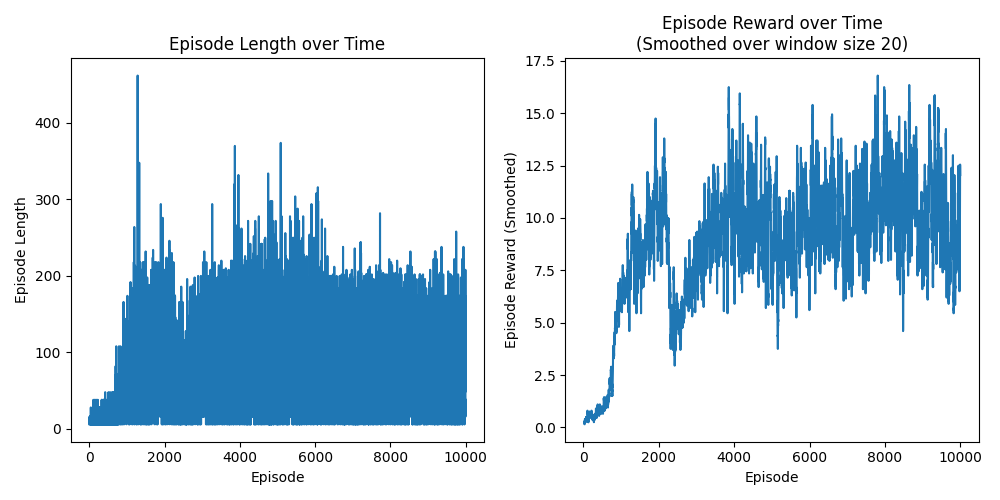 Episode Length over Time
Episode Length
400
300
200
100
0
0 2000 4000 6000 8000 10000
Episode
Episode Reward over Time
(Smoothed over window size 20)
Episode Reward (Smoothed)
17.5
15.0
12.5
10.0
7.5
5.0
2.5
0.0
0 2000 4000 6000 8000 10000
Episode